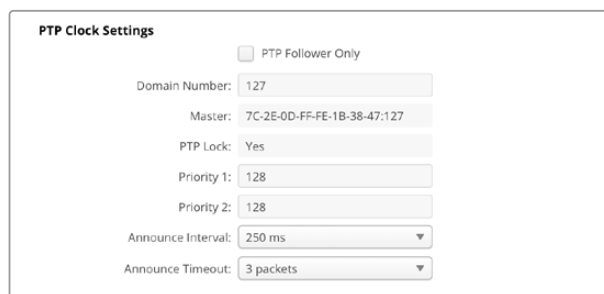 PTP Clock Settings
PTP Follower Only
Domain Number: 127
Master: 7C-2E-0D-FF-FE-1B-38-47:127
PTP Lock: Yes
Priority 1: 128
Priority 2: 128
Announce Interval: 250 ms
Announce Timeout: 3 packets